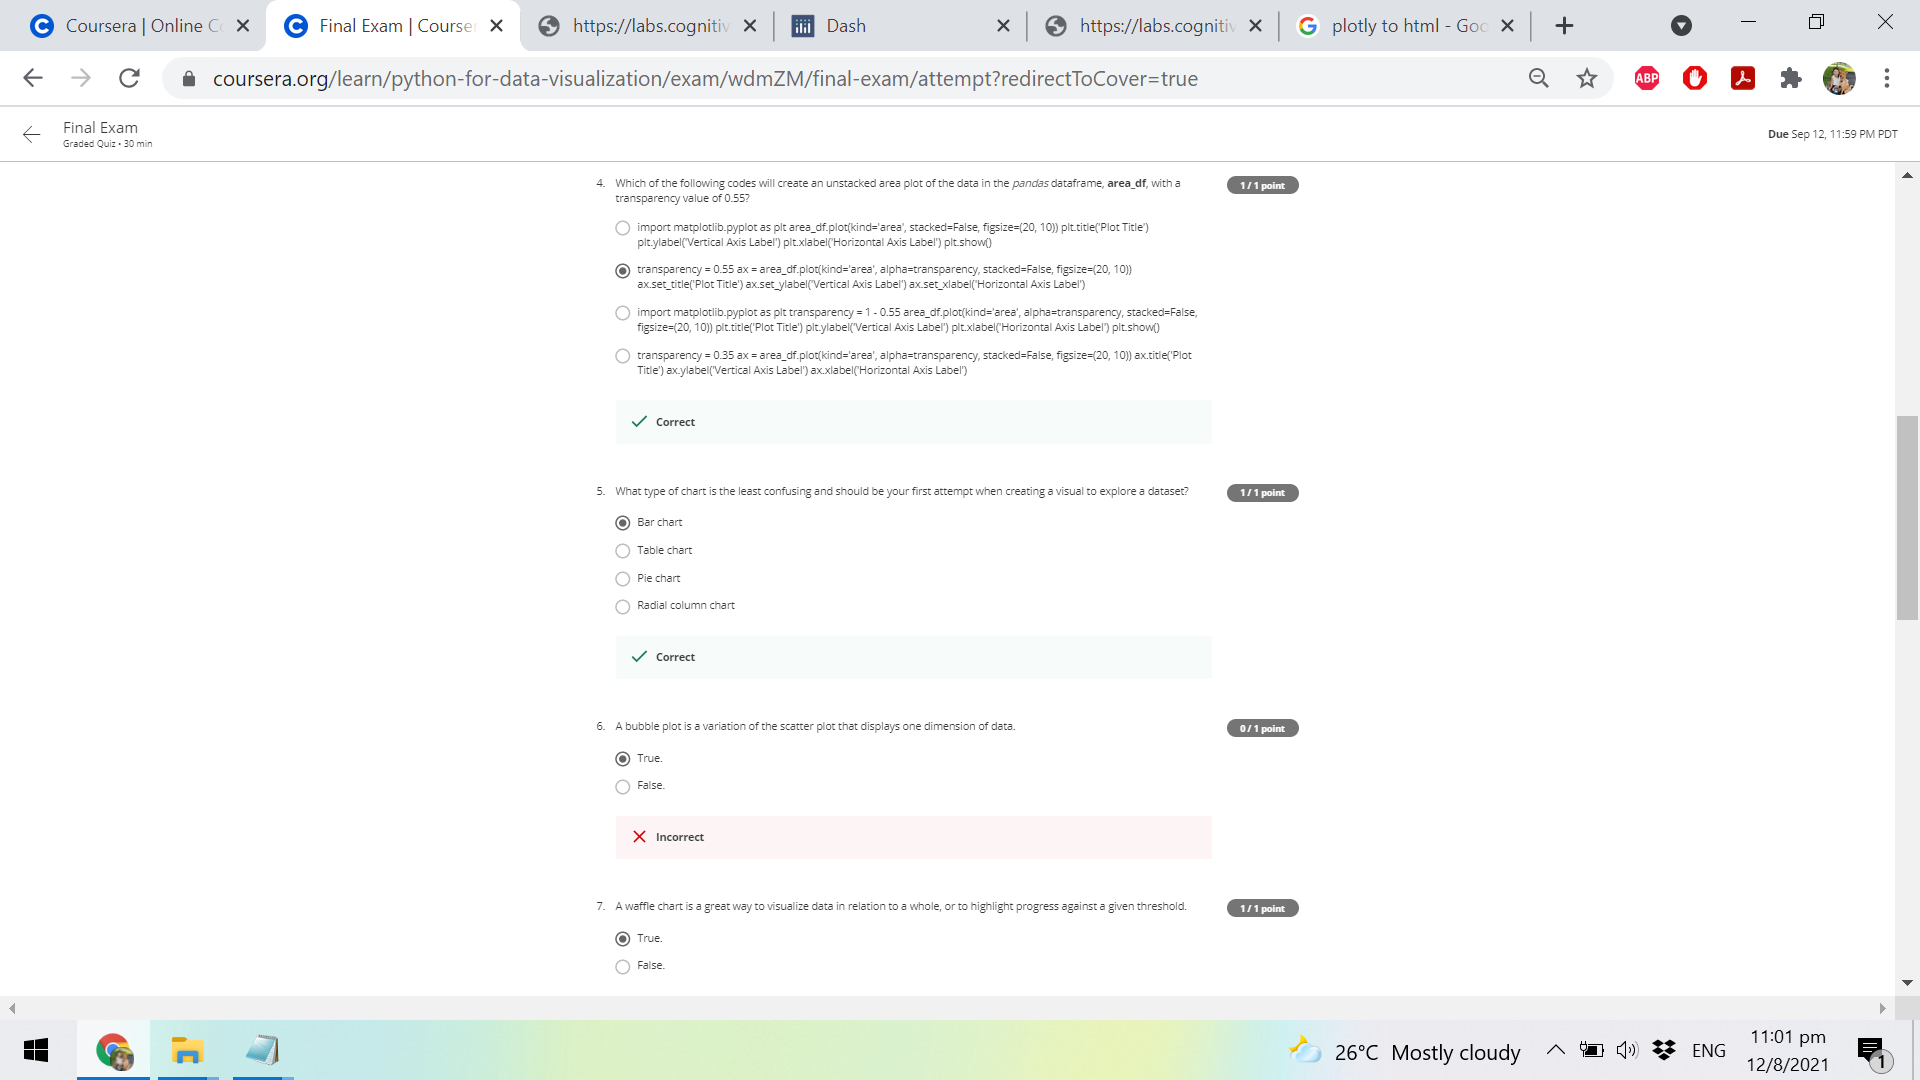 Coursera | Online C
Final Exam | Courser
https://labs.cognitiv
Dash
https://labs.cognitiv
plotly to html - Goo
coursera.org/learn/python-for-data-visualization/exam/wdmZM/final-exam/attempt?redirectToCover=true
ABP
Final Exam
Graded Quiz • 30 min
Due Sep 12, 11:59 PM PDT
4. Which of the following codes will create an unstacked area plot of the data in the pandas dataframe, area_df, with a
transparency value of 0.55?
1 / 1 point
import matplotlib.pyplot as plt area_df.plot(kind='area', stacked=False, figsize=(20, 10)) plt.title('Plot Title')
plt.ylabel('Vertical Axis Label') plt.xlabel('Horizontal Axis Label') plt.show()
transparency = 0.55 ax = area_df.plot(kind='area', alpha=transparency, stacked=False, figsize=(20, 10))
ax.set_title('Plot Title') ax.set_ylabel('Vertical Axis Label') ax.set_xlabel('Horizontal Axis Label')
import matplotlib.pyplot as plt transparency = 1 - 0.55 area_df.plot(kind='area', alpha=transparency, stacked=False,
figsize=(20, 10)) plt.title('Plot Title') plt.ylabel('Vertical Axis Label') plt.xlabel('Horizontal Axis Label') plt.show()
transparency = 0.35 ax = area_df.plot(kind='area', alpha=transparency, stacked=False, figsize=(20, 10)) ax.title('Plot
Title') ax.ylabel('Vertical Axis Label') ax.xlabel('Horizontal Axis Label')
Correct
5. What type of chart is the least confusing and should be your first attempt when creating a visual to explore a dataset?
1 / 1 point
Bar chart
Table chart
Pie chart
Radial column chart
Correct
6. A bubble plot is a variation of the scatter plot that displays one dimension of data.
0 / 1 point
True.
False.
Incorrect
7. A waffle chart is a great way to visualize data in relation to a whole, or to highlight progress against a given threshold.
1 / 1 point
True.
False.
26°C Mostly cloudy
ENG
11:01 pm
12/8/2021
1